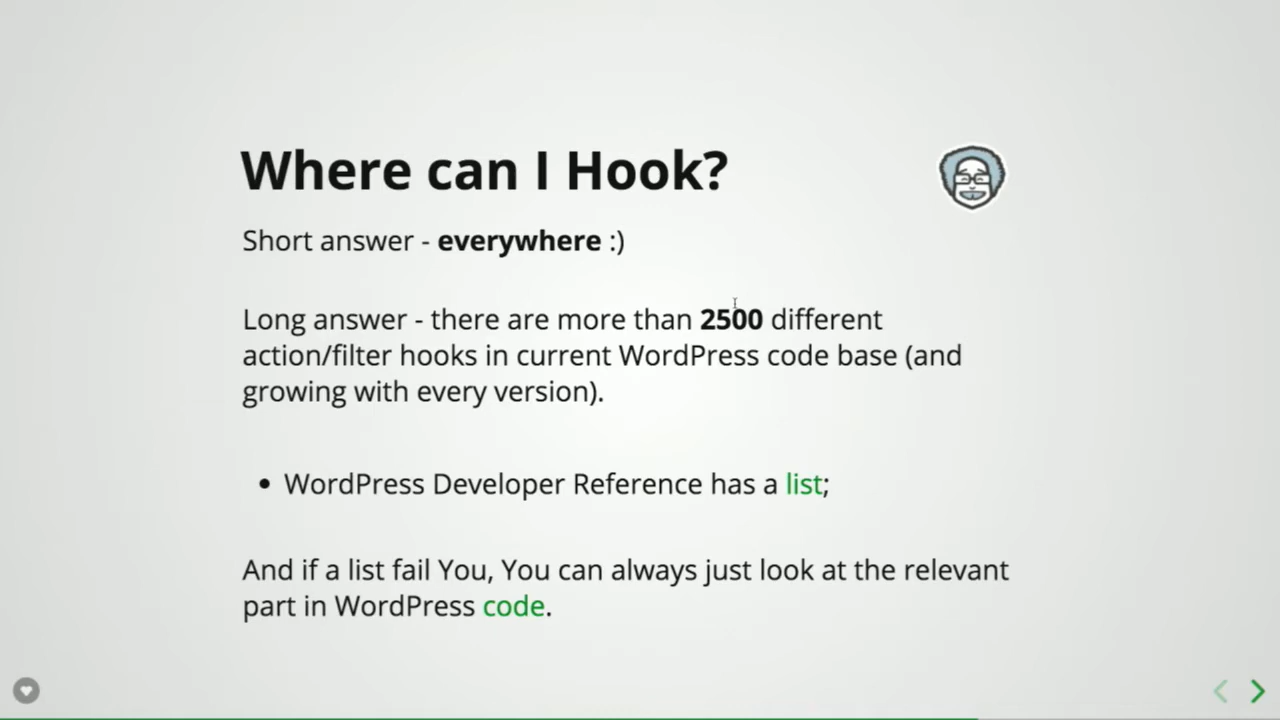 Where can I Hook?
Short answer - everywhere :)
Long answer - there are more than 2500 different
action/filter hooks in current WordPress code base (and
growing with every version).
• WordPress Developer Reference has a list;
And if a list fail You, You can always just look at the relevant
part in WordPress code.